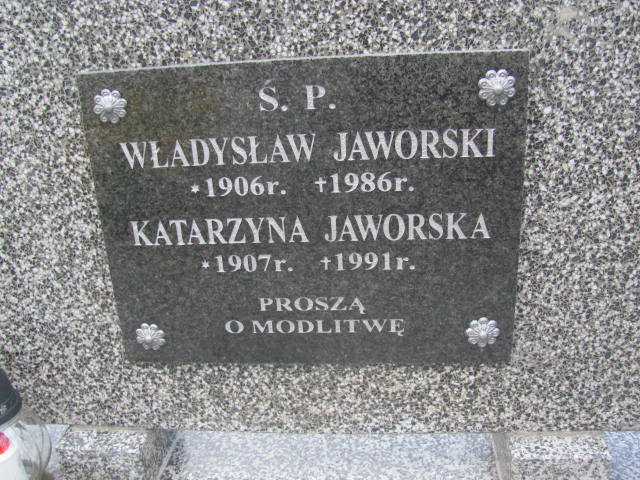 Ś. P.
WŁADYSŁAW JAWORSKI
*1906r. †1986r.
KATARZYNA JAWORSKA
*1907r. †1991r.
PROSZĄ
O MODLITWĘ